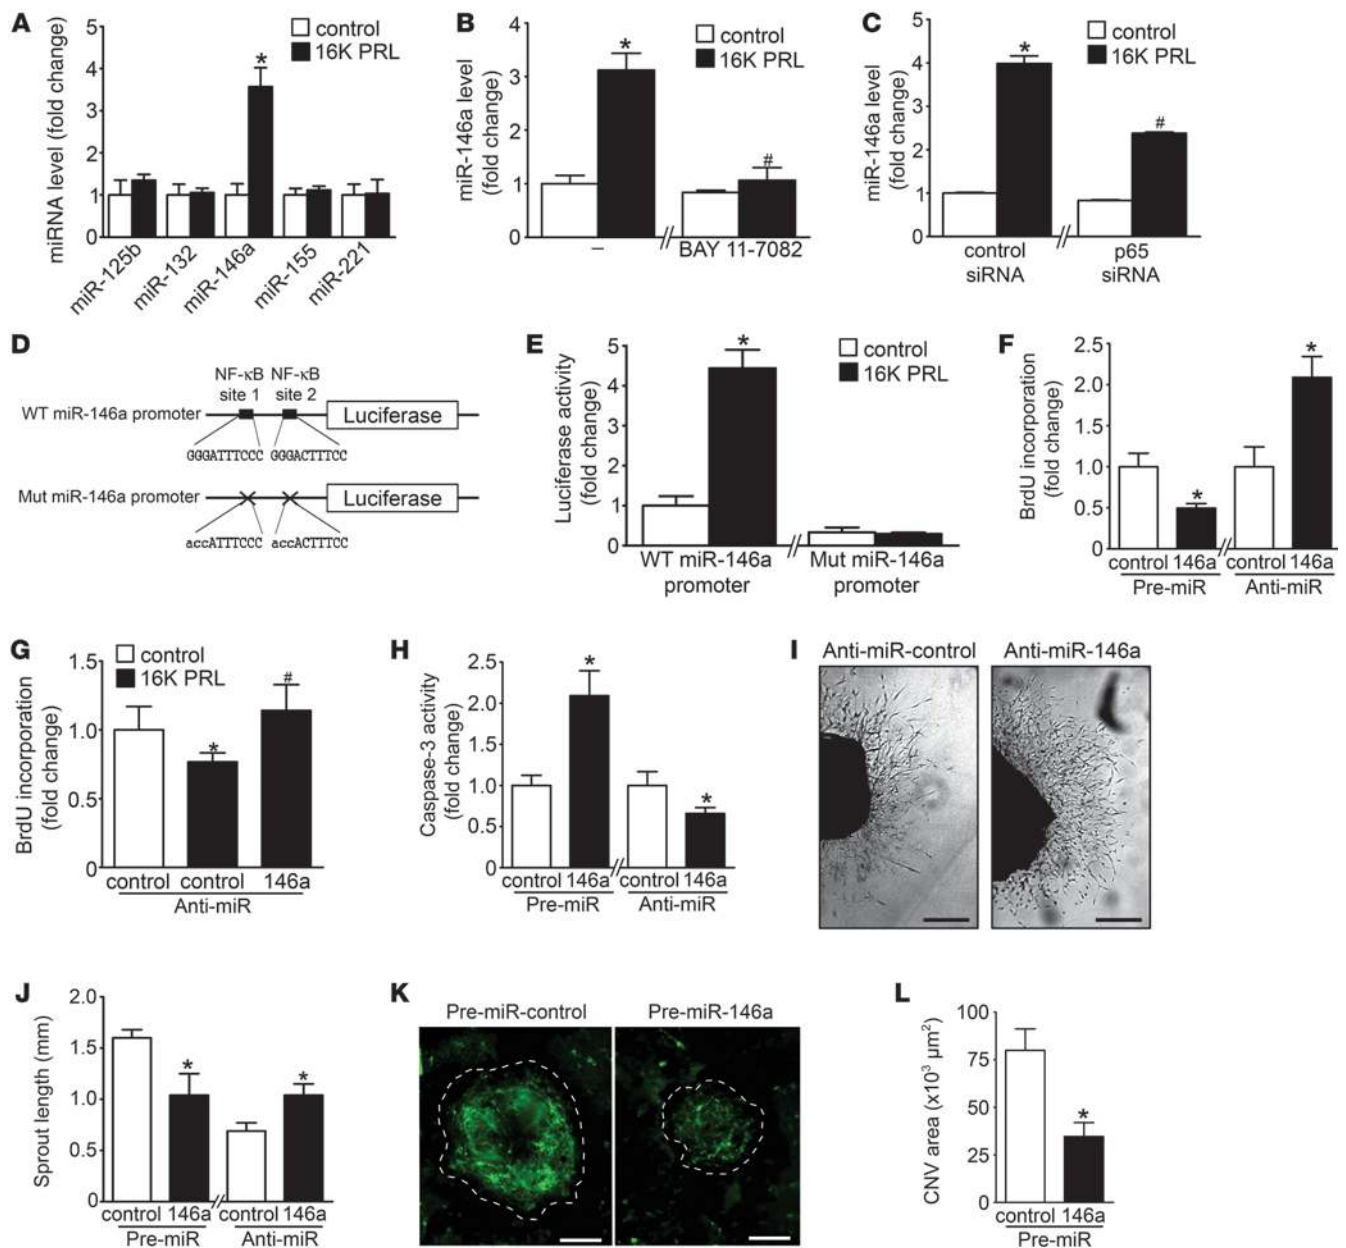 A
miRNA level (fold change)
5
4
3
2
1
0
control
16K PRL
*
miR-125b
miR-132
miR-146a
miR-155
miR-221
B
miR-146a level
(fold change)
4
3
2
1
0
control
16K PRL
*
#
–
BAY 11-7082
C
miR-146a level
(fold change)
5
4
3
2
1
0
control
16K PRL
*
#
control
siRNA
p65
siRNA
D
NF-κB
site 1
NF-κB
site 2
WT miR-146a promoter
Luciferase
GGGATTTCCC
GGGACTTTCC
Mut miR-146a promoter
Luciferase
accATTTCCC
accACTTTCC
E
Luciferase activity
(fold change)
5
4
3
2
1
0
control
16K PRL
*
WT miR-146a
promoter
Mut miR-146a
promoter
F
BrdU incorporation
(fold change)
2.5
2.0
1.5
1.0
0.5
0
*
*
control 146a
control 146a
Pre-miR
Anti-miR
G
BrdU incorporation
(fold change)
1.5
1.0
0.5
0
control
16K PRL
*
#
control control 146a
Anti-miR
H
Caspase-3 activity
(fold change)
2.5
2.0
1.5
1.0
0.5
0
*
*
control 146a
control 146a
Pre-miR
Anti-miR
I
Anti-miR-control
Anti-miR-146a
J
Sprout length (mm)
2.0
1.5
1.0
0.5
0
*
*
control 146a
control 146a
Pre-miR
Anti-miR
K
Pre-miR-control
Pre-miR-146a
L
CNV area (x10³ µm²)
100
75
50
25
0
*
control 146a
Pre-miR